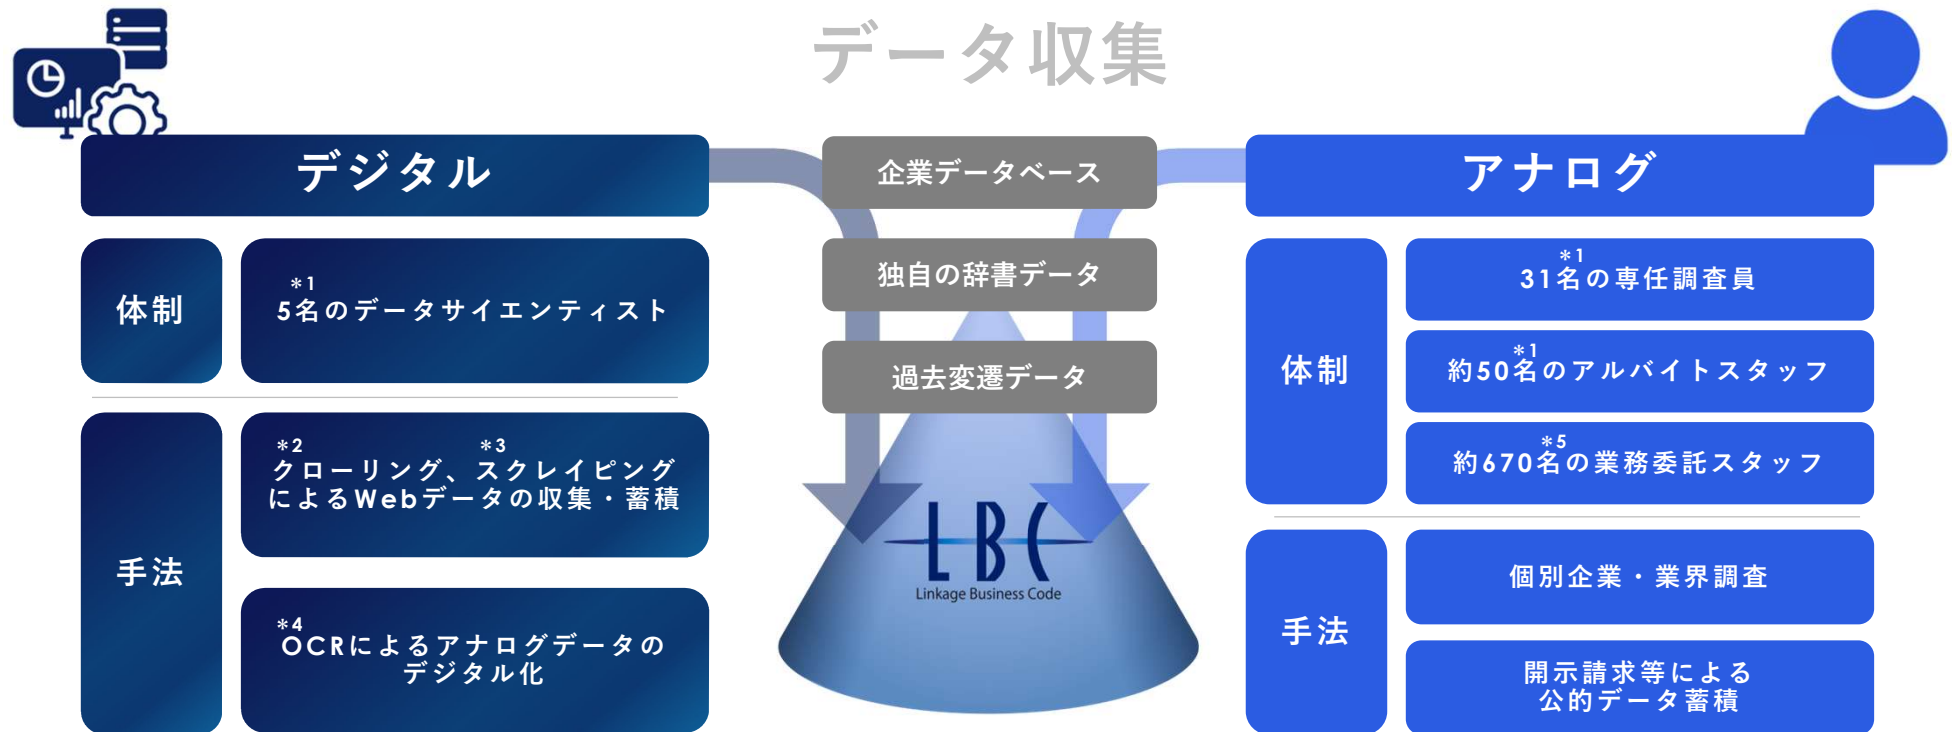 データ収集
デジタル
体制
*1
5名のデータサイエンティスト
手法
*2 *3
クローリング、スクレイピング
によるWebデータの収集・蓄積
*4
OCRによるアナログデータの
デジタル化
企業データベース
独自の辞書データ
過去変遷データ
LBC
Linkage Business Code
アナログ
体制
*1
31名の専任調査員
*1
約50名のアルバイトスタッフ
*5
約670名の業務委託スタッフ
手法
個別企業・業界調査
開示請求等による
公的データ蓄積